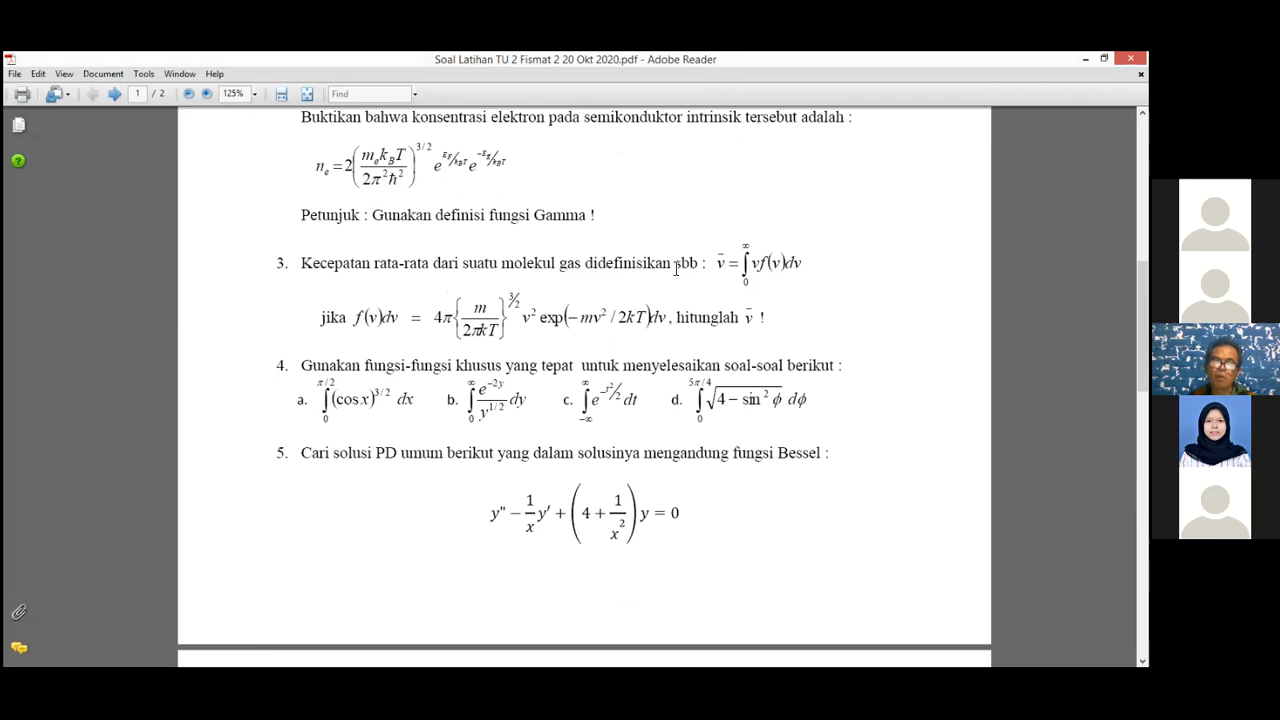 Soal Latihan TU 2 Fismat 2 20 Okt 2020.pdf - Adobe Reader
File Edit View Document Tools Window Help
1 / 2 125% Find
Buktikan bahwa konsentrasi elektron pada semikonduktor intrinsik tersebut adalah :
n_e = 2(m_e k_B T / 2π²ħ²)^{3/2} e^{E_F/k_BT} e^{-E_g/k_BT}
Petunjuk : Gunakan definisi fungsi Gamma !
3. Kecepatan rata-rata dari suatu molekul gas didefinisikan sbb : v̄ = ∫₀^∞ vf(v)dv
jika f(v)dv = 4π{m / 2πkT}^{3/2} v² exp(−mv² / 2kT)dv, hitunglah v̄ !
4. Gunakan fungsi-fungsi khusus yang tepat untuk menyelesaikan soal-soal berikut :
a. ∫₀^{π/2} (cos x)^{3/2} dx b. ∫₀^∞ e^{-2y} / y^{1/2} dy c. ∫_{-∞}^∞ e^{-t²/2} dt d. ∫₀^{5π/4} √(4 − sin² ϕ) dϕ
5. Cari solusi PD umum berikut yang dalam solusinya mengandung fungsi Bessel :
y" − 1/x y' + (4 + 1/x²) y = 0